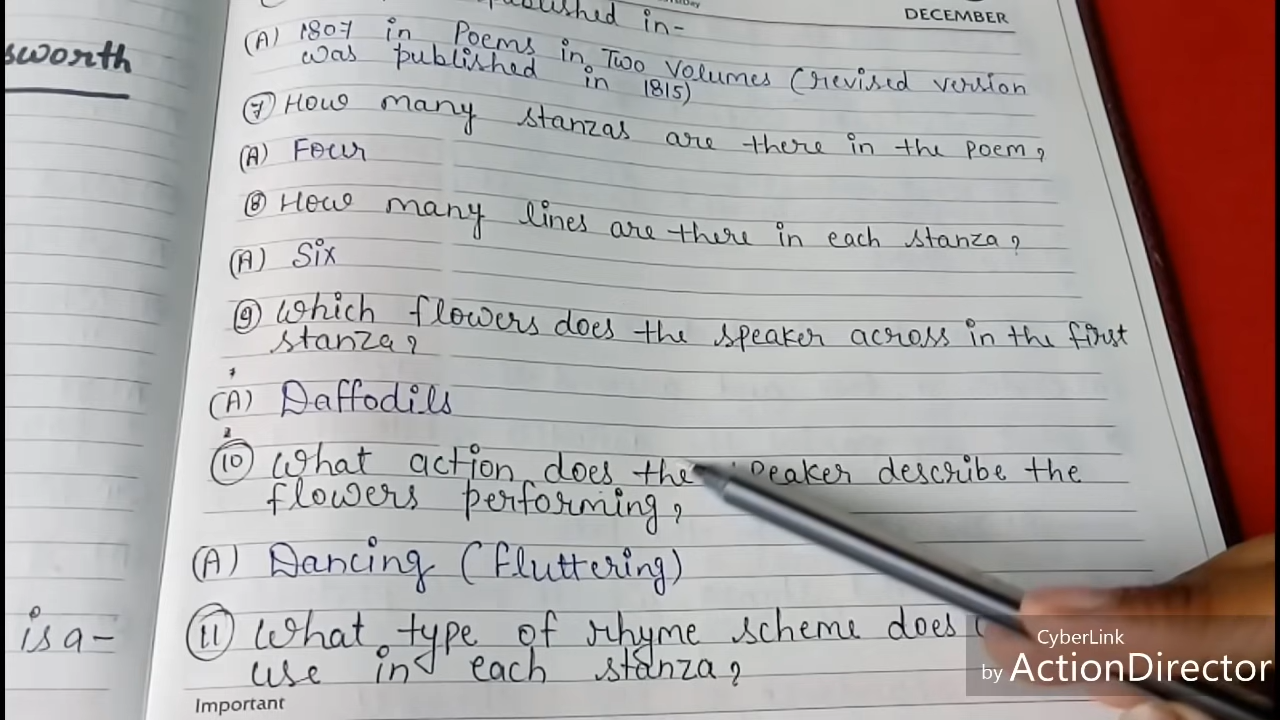 published in-
DECEMBER
(A) 1807 in Poems in Two Volumes (revised version
was published in 1815)
sworth
(7) How many stanzas are there in the poem?
(A) Four
(8) How many lines are there in each stanza?
(A) Six
(9) Which flowers does the speaker across in the first
stanza?
(A) Daffodils
(10) What action does the speaker describe the
flowers performing?
(A) Dancing (fluttering)
is a-
(11) What type of rhyme scheme does
use in each stanza?
Important
CyberLink
by ActionDirector